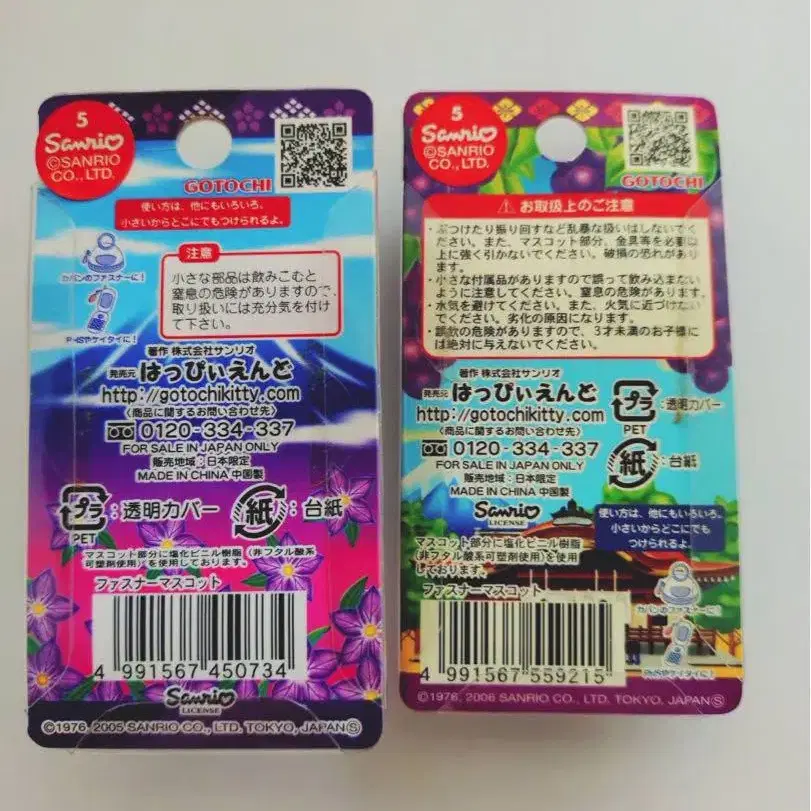 5
Sanrio
©SANRIO
CO., LTD.
GOTOCHI
使い方は、他にもいろいろ。
小さいからどこにでもつけられるよ。
注意
小さな部品は飲みこむと
窒息の危険がありますので、
取り扱いには充分気を付け
て下さい。
カバンのファスナーに!
PHSやケイタイに!
著作 株式会社サンリオ
発売元 はっぴぃえんど
http://gotochikitty.com
〈商品に関するお問い合わせ先〉
0120-334-337
FOR SALE IN JAPAN ONLY
販売地域:日本限定
MADE IN CHINA 中国製
プラ
PET
:透明カバー
紙
:台紙
マスコット部分に塩化ビニル樹脂(非フタル酸系
可塑剤使用)を使用しております。
ファスナーマスコット
4 991567 450734
Sanrio
LICENSE
©1976, 2005 SANRIO CO., LTD. TOKYO, JAPAN Ⓢ
5
Sanrio
©SANRIO
CO., LTD.
GOTOCHI
⚠ お取扱上のご注意
・ぶつけたり振り回すなど乱暴な扱いはしないでく
ださい。また、マスコット部分、金具等を必要以
上に強く引かないでください。破損の恐れがあり
ます。
・小さな付属品がありますので誤って飲み込まない
ように注意してください。窒息の危険があります。
・水気を避けてください。また、火気に近づけない
でください。劣化の原因になります。
・誤飲の危険がありますので、3才未満のお子様に
は絶対に与えないでください。
著作 株式会社サンリオ
発売元 はっぴぃえんど
http://gotochikitty.com
〈商品に関するお問い合わせ先〉
0120-334-337
FOR SALE IN JAPAN ONLY
販売地域:日本限定
MADE IN CHINA 中国製
プラ
PET
:透明カバー
紙
:台紙
Sanrio
LICENSE
使い方は、他にもいろいろ。
小さいからどこにでも
つけられるよ。
マスコット部分に塩化ビニル樹脂
(非フタル酸系可塑剤使用)を使用
しております。
ファスナーマスコット
カバンのファスナーに!
PHSやケイタイに!
4 991567 559215
©1976, 2006 SANRIO CO., LTD. TOKYO, JAPAN Ⓢ